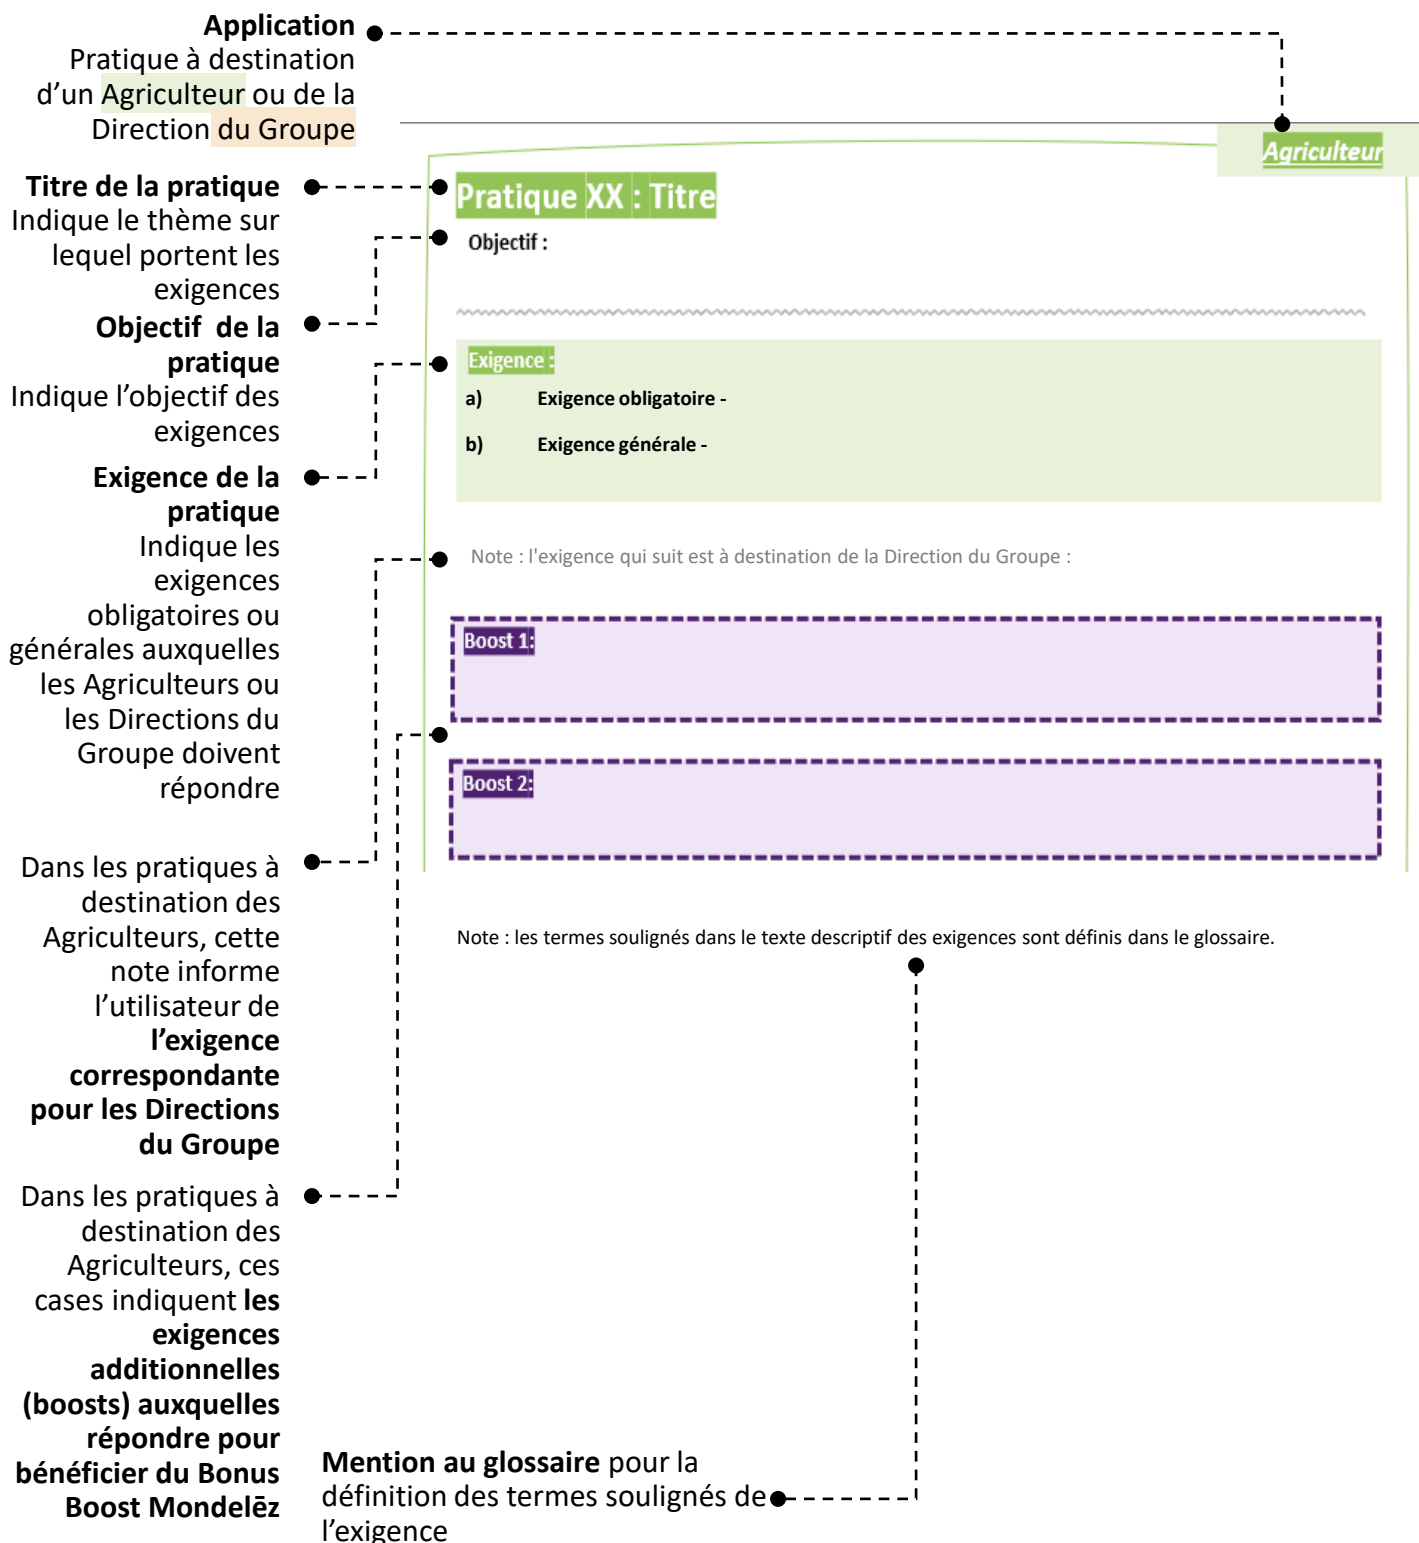 Application
Pratique à destination
d’un Agriculteur ou de la
Direction du Groupe
Titre de la pratique
Indique le thème sur
lequel portent les
exigences
Objectif  de la
pratique
Indique l’objectif des
exigences
Exigence de la
pratique
Indique les
exigences
obligatoires ou
générales auxquelles
les Agriculteurs ou
les Directions du
Groupe doivent
répondre
Dans les pratiques à
destination des
Agriculteurs, cette
note informe
l’utilisateur de
l’exigence
correspondante
pour les Directions
du Groupe
Dans les pratiques à
destination des
Agriculteurs, ces
cases indiquent les
exigences
additionnelles
(boosts) auxquelles
répondre pour
bénéficier du Bonus
Boost Mondelēz
Agriculteur
Pratique XX : Titre
Objectif :
Exigence :
a) Exigence obligatoire -
b) Exigence générale -
Note : l'exigence qui suit est à destination de la Direction du Groupe :
Boost 1:
Boost 2:
Note : les termes soulignés dans le texte descriptif des exigences sont définis dans le glossaire.
Mention au glossaire pour la
définition des termes soulignés de
l’exigence